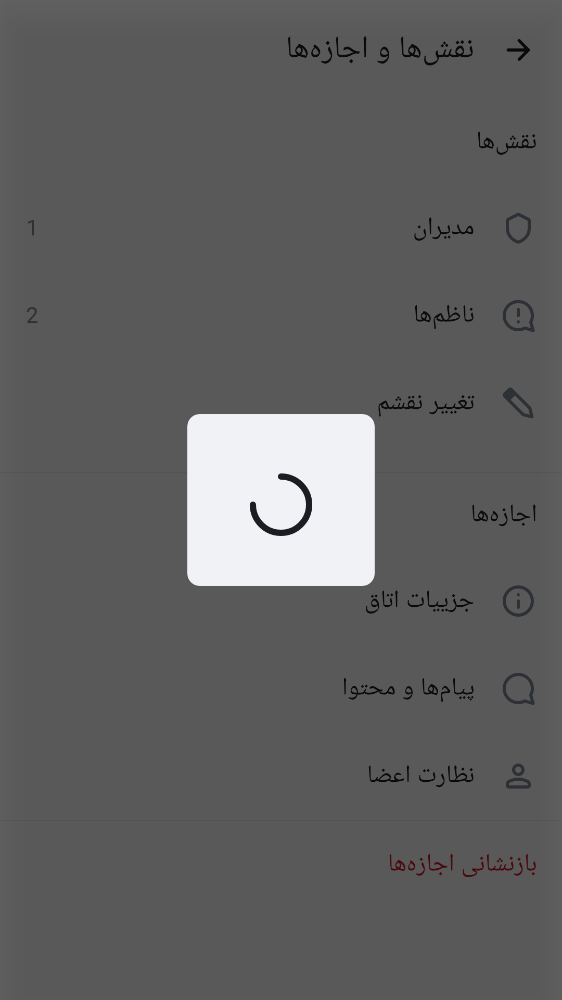 نقش‌ها و اجازه‌ها
نقش‌ها
مدیران 1
ناظم‌ها 2
تغییر نقشم
اجازه‌ها
جزییات اتاق
پیام‌ها و محتوا
نظارت اعضا
بازنشانی اجازه‌ها